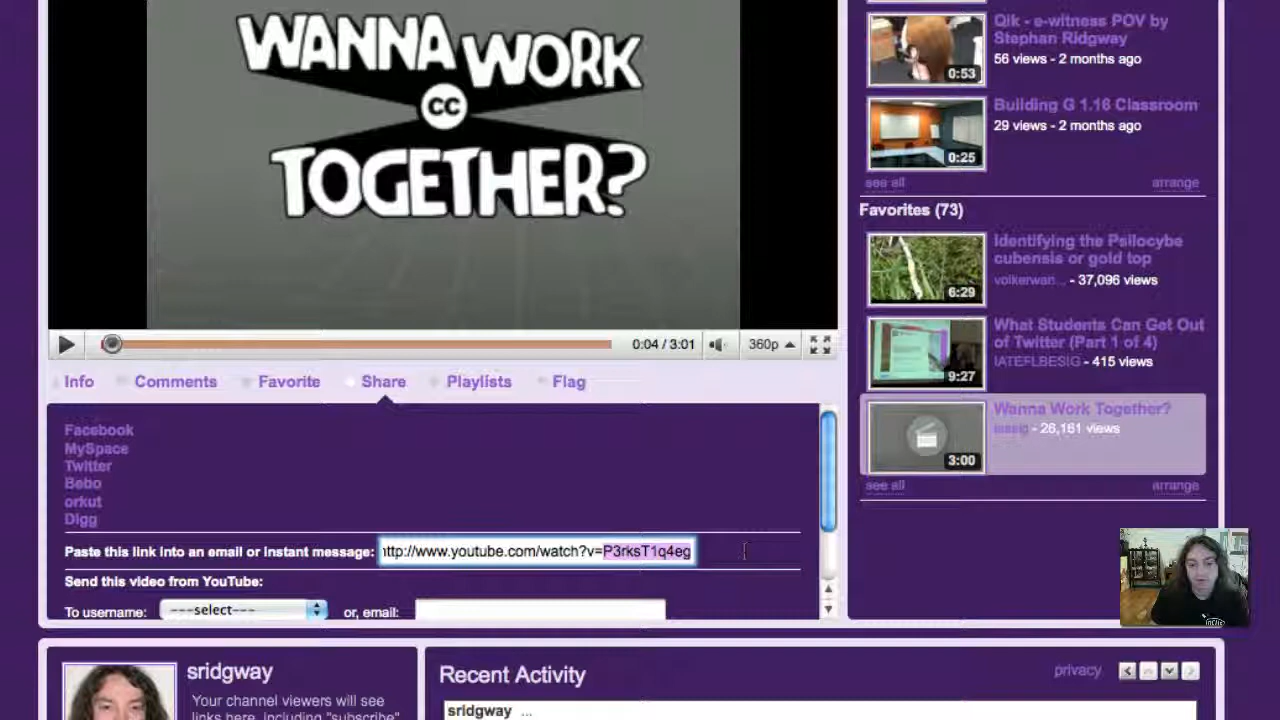 WANNA WORK
CC
TOGETHER?
0:04 / 3:01
360p
Info
Comments
Favorite
Share
Playlists
Flag
Facebook
MySpace
Twitter
Bebo
orkut
Digg
Paste this link into an email or instant message: http://www.youtube.com/watch?v=P3rksT1q4eg
Send this video from YouTube:
To username: ---select--- or, email:
Qik - e-witness POV by
Stephan Ridgway
0:53
56 views - 2 months ago
Building G 1.16 Classroom
29 views - 2 months ago
0:25
see all
arrange
Favorites (73)
Identifying the Psilocybe
cubensis or gold top
volkerwan... - 37,096 views
6:29
What Students Can Get Out
of Twitter (Part 1 of 4)
IATEFLBESIG - 415 views
9:27
Wanna Work Together?
lessig - 26,161 views
3:00
see all
arrange
sridgway
Your channel viewers will see
links here, including "subscribe"
Recent Activity
privacy
sridgway ...